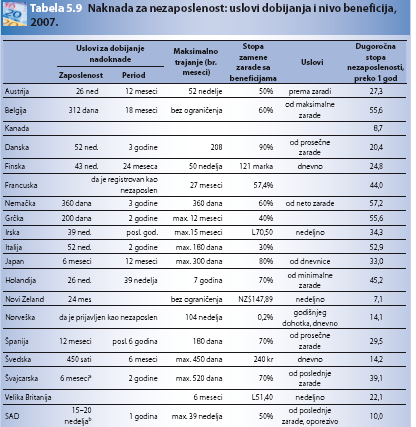 Tabela 5.9 Naknada za nezaposlenost: uslovi dobijanja i nivo beneficija,
2007.
Uslovi za dobijanje nadoknade Maksimalno trajanje (br. meseci) Stopa zamene zarade sa beneficijama Uslovi Dugoročna stopa nezaposlenosti, preko 1 god
Zaposlenost Period
Austrija 26 ned 12 meseci 52 nedelje 50% prema zaradi 27,3
Belgija 312 dana 18 meseci bez ograničenja 60% od maksimalne zarade 55,6
Kanada 8,7
Danska 52 ned. 3 godine 208 90% od prosečne zarade 20,4
Finska 43 ned. 24 meseca 50 nedelja 121 marka dnevno 24,8
Francuska da je registrovan kao nezaposlen 27 meseci 57,4% 44,0
Nemačka 360 dana 3 godine 360 dana 60% od neto zarade 57,2
Grčka 200 dana 2 godine max. 12 meseci 40% 55,6
Irska 39 ned. posl. god. max.15 meseci L70,50 nedeljno 34,3
Italija 52 ned. 2 godine max. 180 dana 30% 52,9
Japan 6 meseci 12 meseci max. 300 dana 80% od dnevnice 33,0
Holandija 26 ned. 39 nedelja 7 godina 70% od minimalne zarade 45,2
Novi Zeland 24 mes bez ograničenja NZ$147,89 nedeljno 7,1
Norveška da je prijavljen kao nezaposlen 104 nedelja 0,2% godišnjeg dohotka, dnevno 14,1
Španija 12 meseci posl. 6 godina 180 dana 70% od prosečne zarade 29,5
Švedska 450 sati 6 meseci max. 450 dana 240 kr dnevno 14,2
Švajcarska 6 meseciª 2 godine max. 520 dana 70% od poslednje zarade 39,1
Velika Britanija 6 meseci L51,40 nedeljno 22,1
SAD 15–20 nedeljaᵇ 1 godina max. 39 nedelja 50% od poslednje zarade, oporezivo 10,0